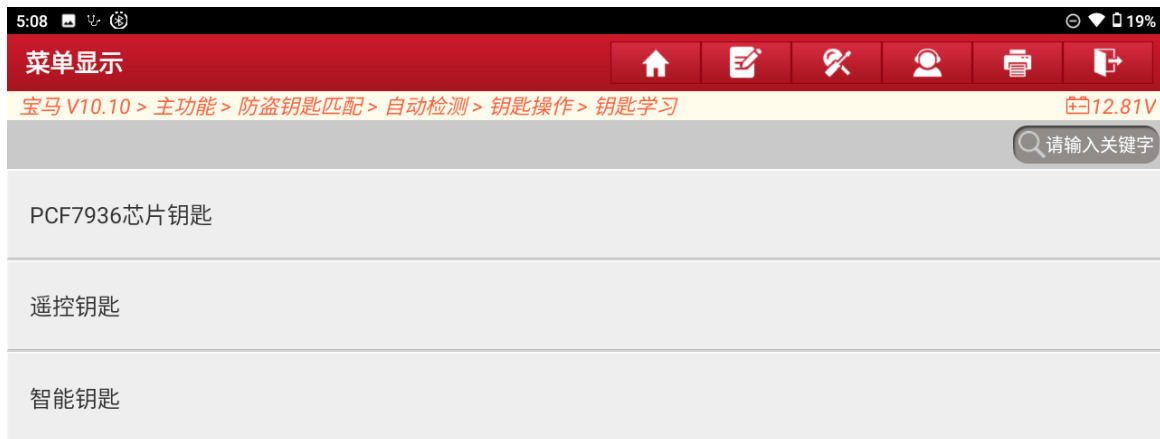 5:08 19%
菜单显示
宝马 V10.10 > 主功能 > 防盗钥匙匹配 > 自动检测 > 钥匙操作 > 钥匙学习 12.81V
请输入关键字
PCF7936芯片钥匙
遥控钥匙
智能钥匙